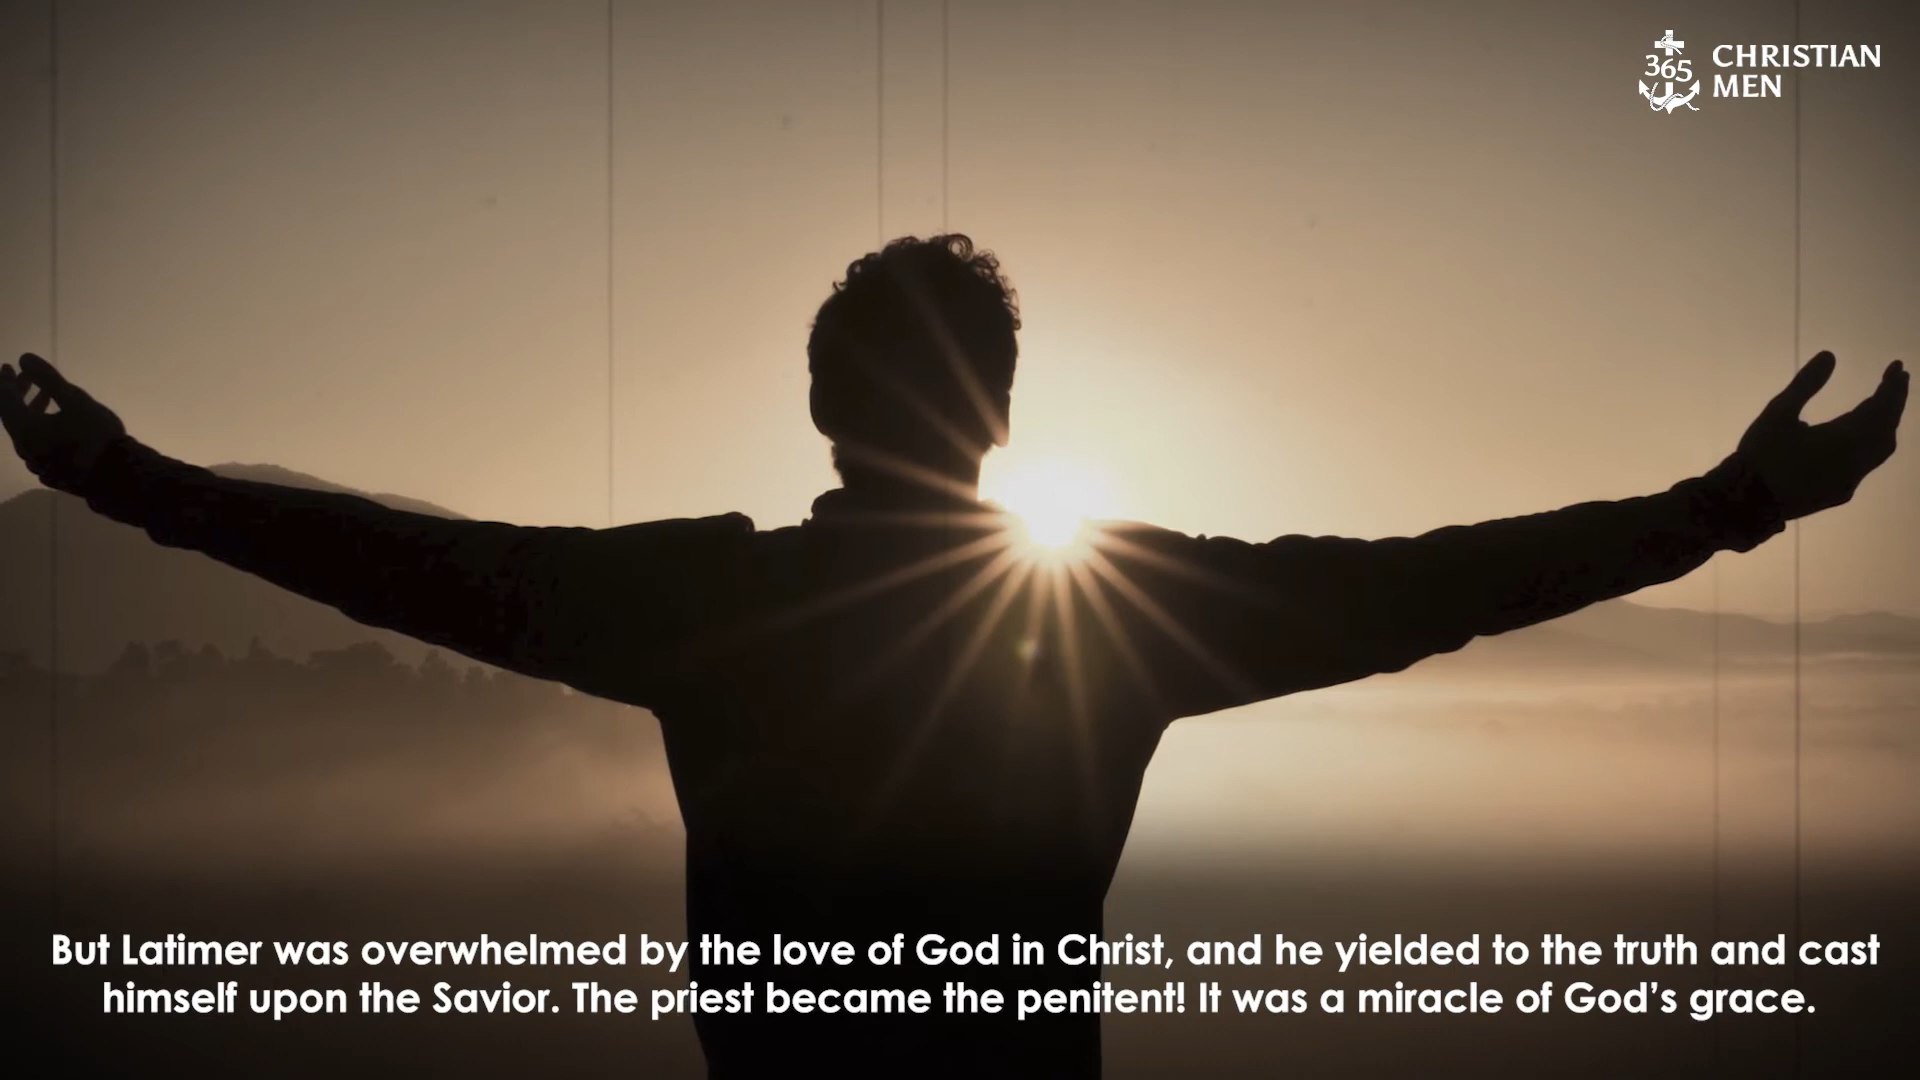 365
CHRISTIAN
MEN
But Latimer was overwhelmed by the love of God in Christ, and he yielded to the truth and cast
himself upon the Savior. The priest became the penitent! It was a miracle of God’s grace.